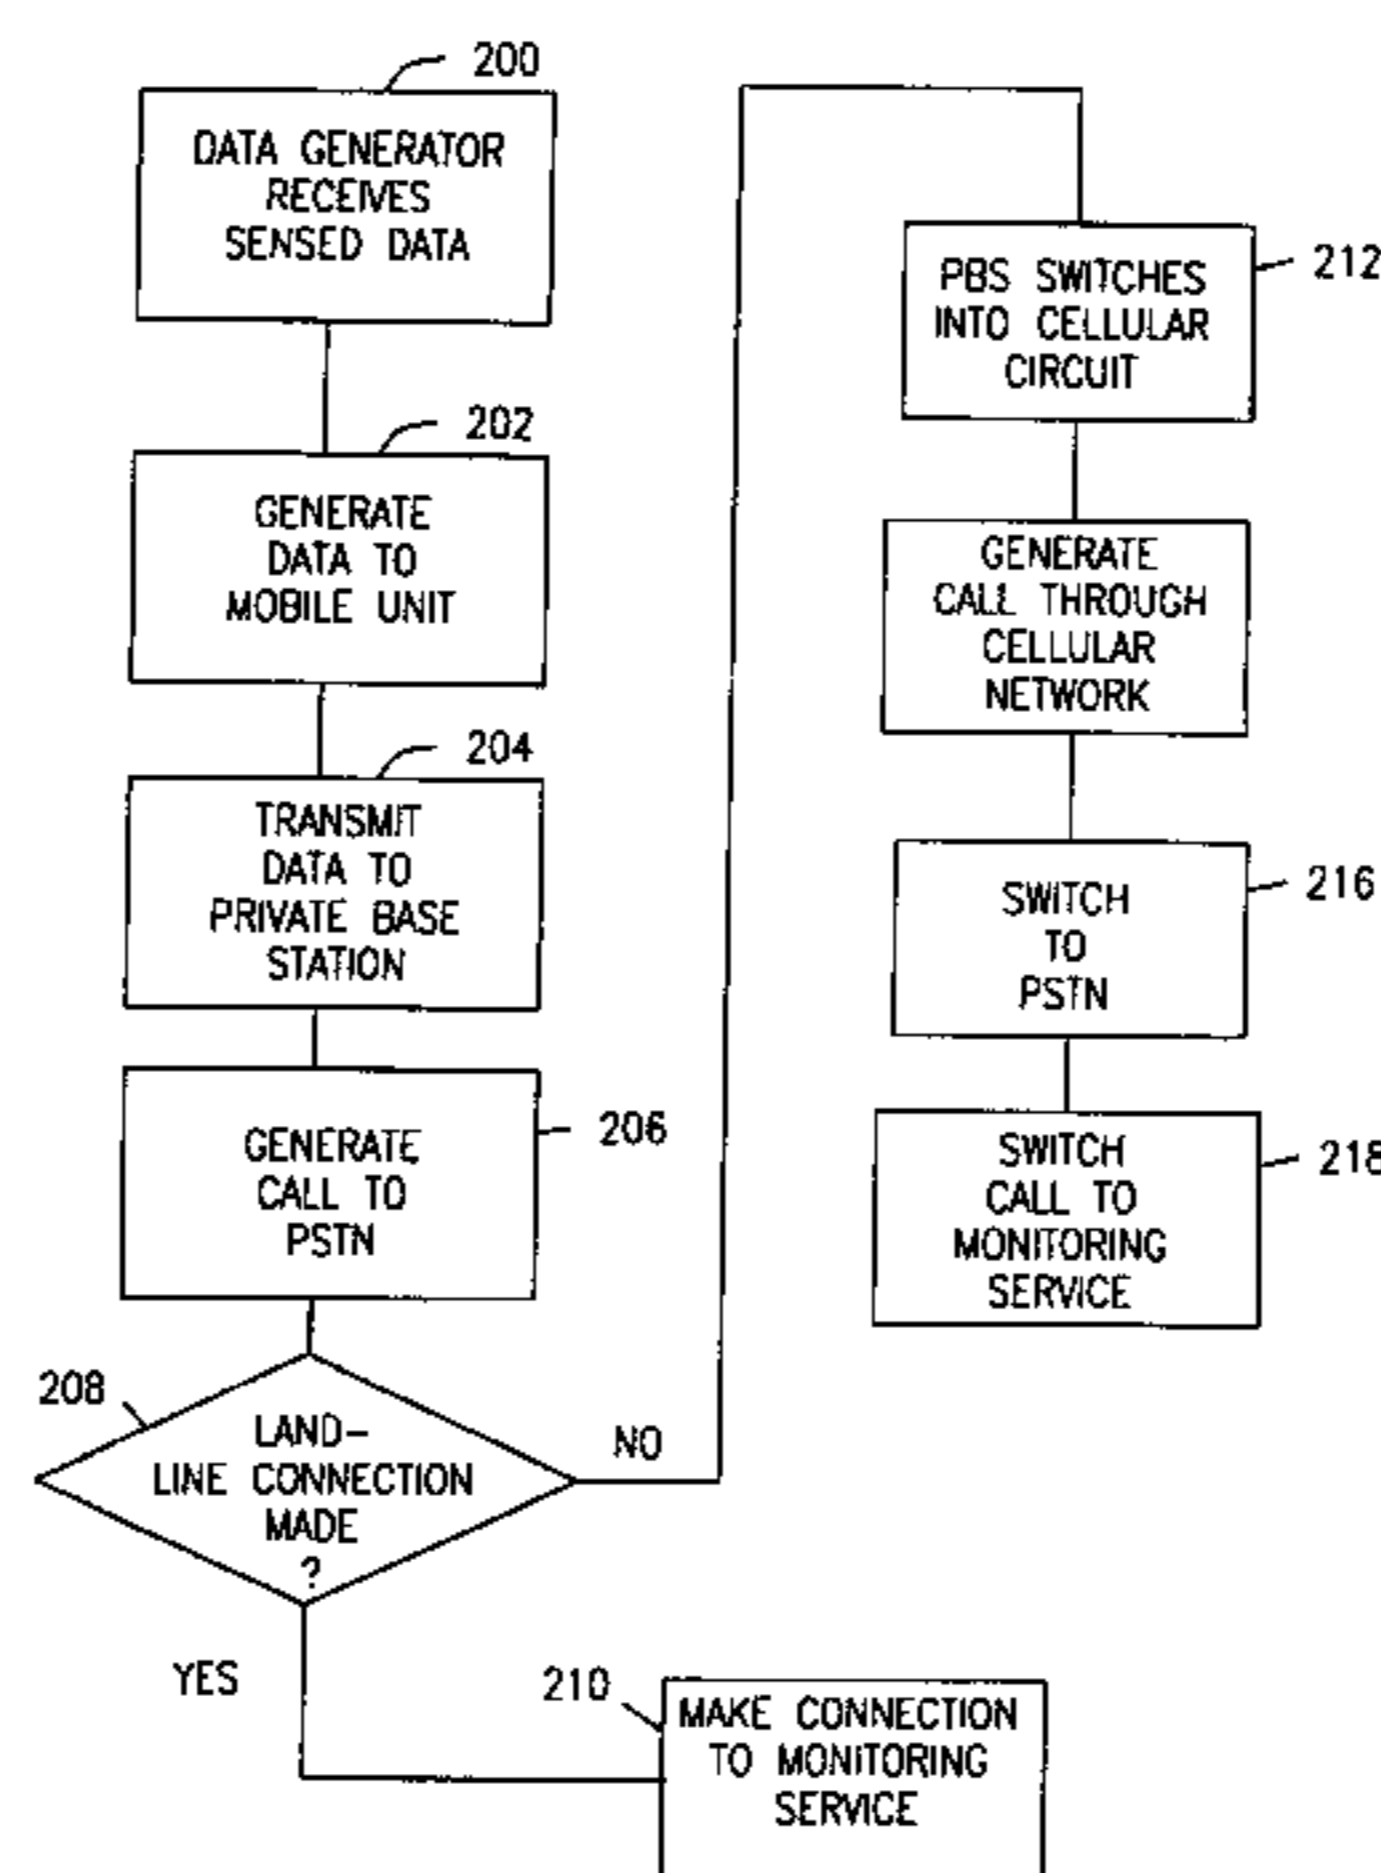 200
DATA GENERATOR
RECEIVES
SENSED DATA
202
GENERATE
DATA TO
MOBILE UNIT
204
TRANSMIT
DATA TO
PRIVATE BASE
STATION
206
GENERATE
CALL TO
PSTN
208
LAND-
LINE CONNECTION
MADE
?
NO
YES
210
MAKE CONNECTION
TO MONITORING
SERVICE
212
PBS SWITCHES
INTO CELLULAR
CIRCUIT
GENERATE
CALL THROUGH
CELLULAR
NETWORK
216
SWITCH
TO
PSTN
218
SWITCH
CALL TO
MONITORING
SERVICE